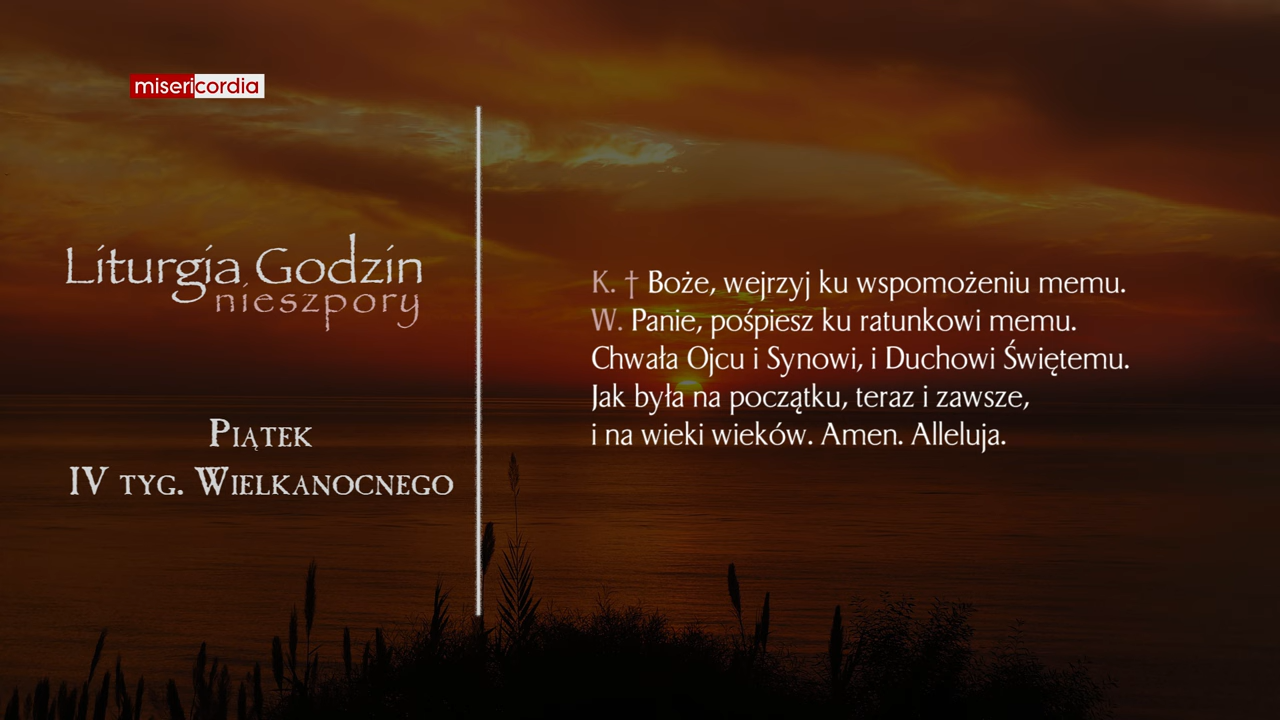 misericordia
Liturgia Godzin
nieszpory
Piątek
IV tyg. Wielkanocnego
K. † Boże, wejrzyj ku wspomożeniu memu.
W. Panie, pośpiesz ku ratunkowi memu.
Chwała Ojcu i Synowi, i Duchowi Świętemu.
Jak była na początku, teraz i zawsze,
i na wieki wieków. Amen. Alleluja.